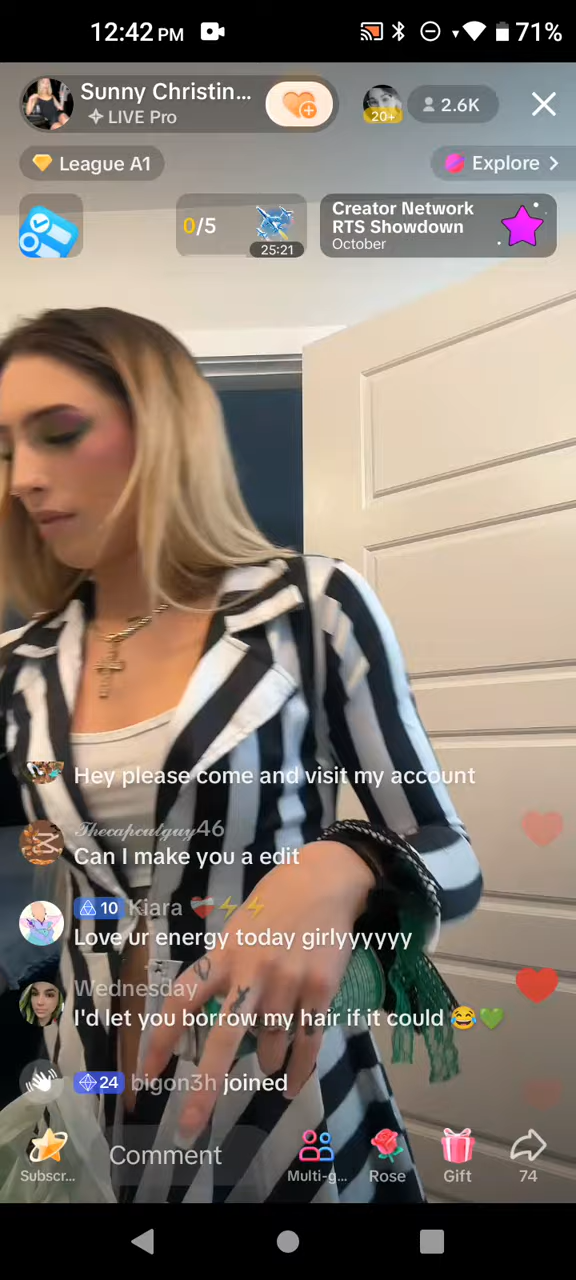 12:42 PM
71%
Sunny Christin...
LIVE Pro
20+
2.6K
League A1
Explore >
0/5
25:21
Creator Network
RTS Showdown
October
Hey please come and visit my account
Thecapculguy46
Can I make you a edit
10 Kiara ❤️‍🩹⚡⚡
Love ur energy today girlyyyyyy
Wednesday
I'd let you borrow my hair if it could 😂💚
24 bigon3h joined
Comment
Subscr...
Multi-g...
Rose
Gift
74